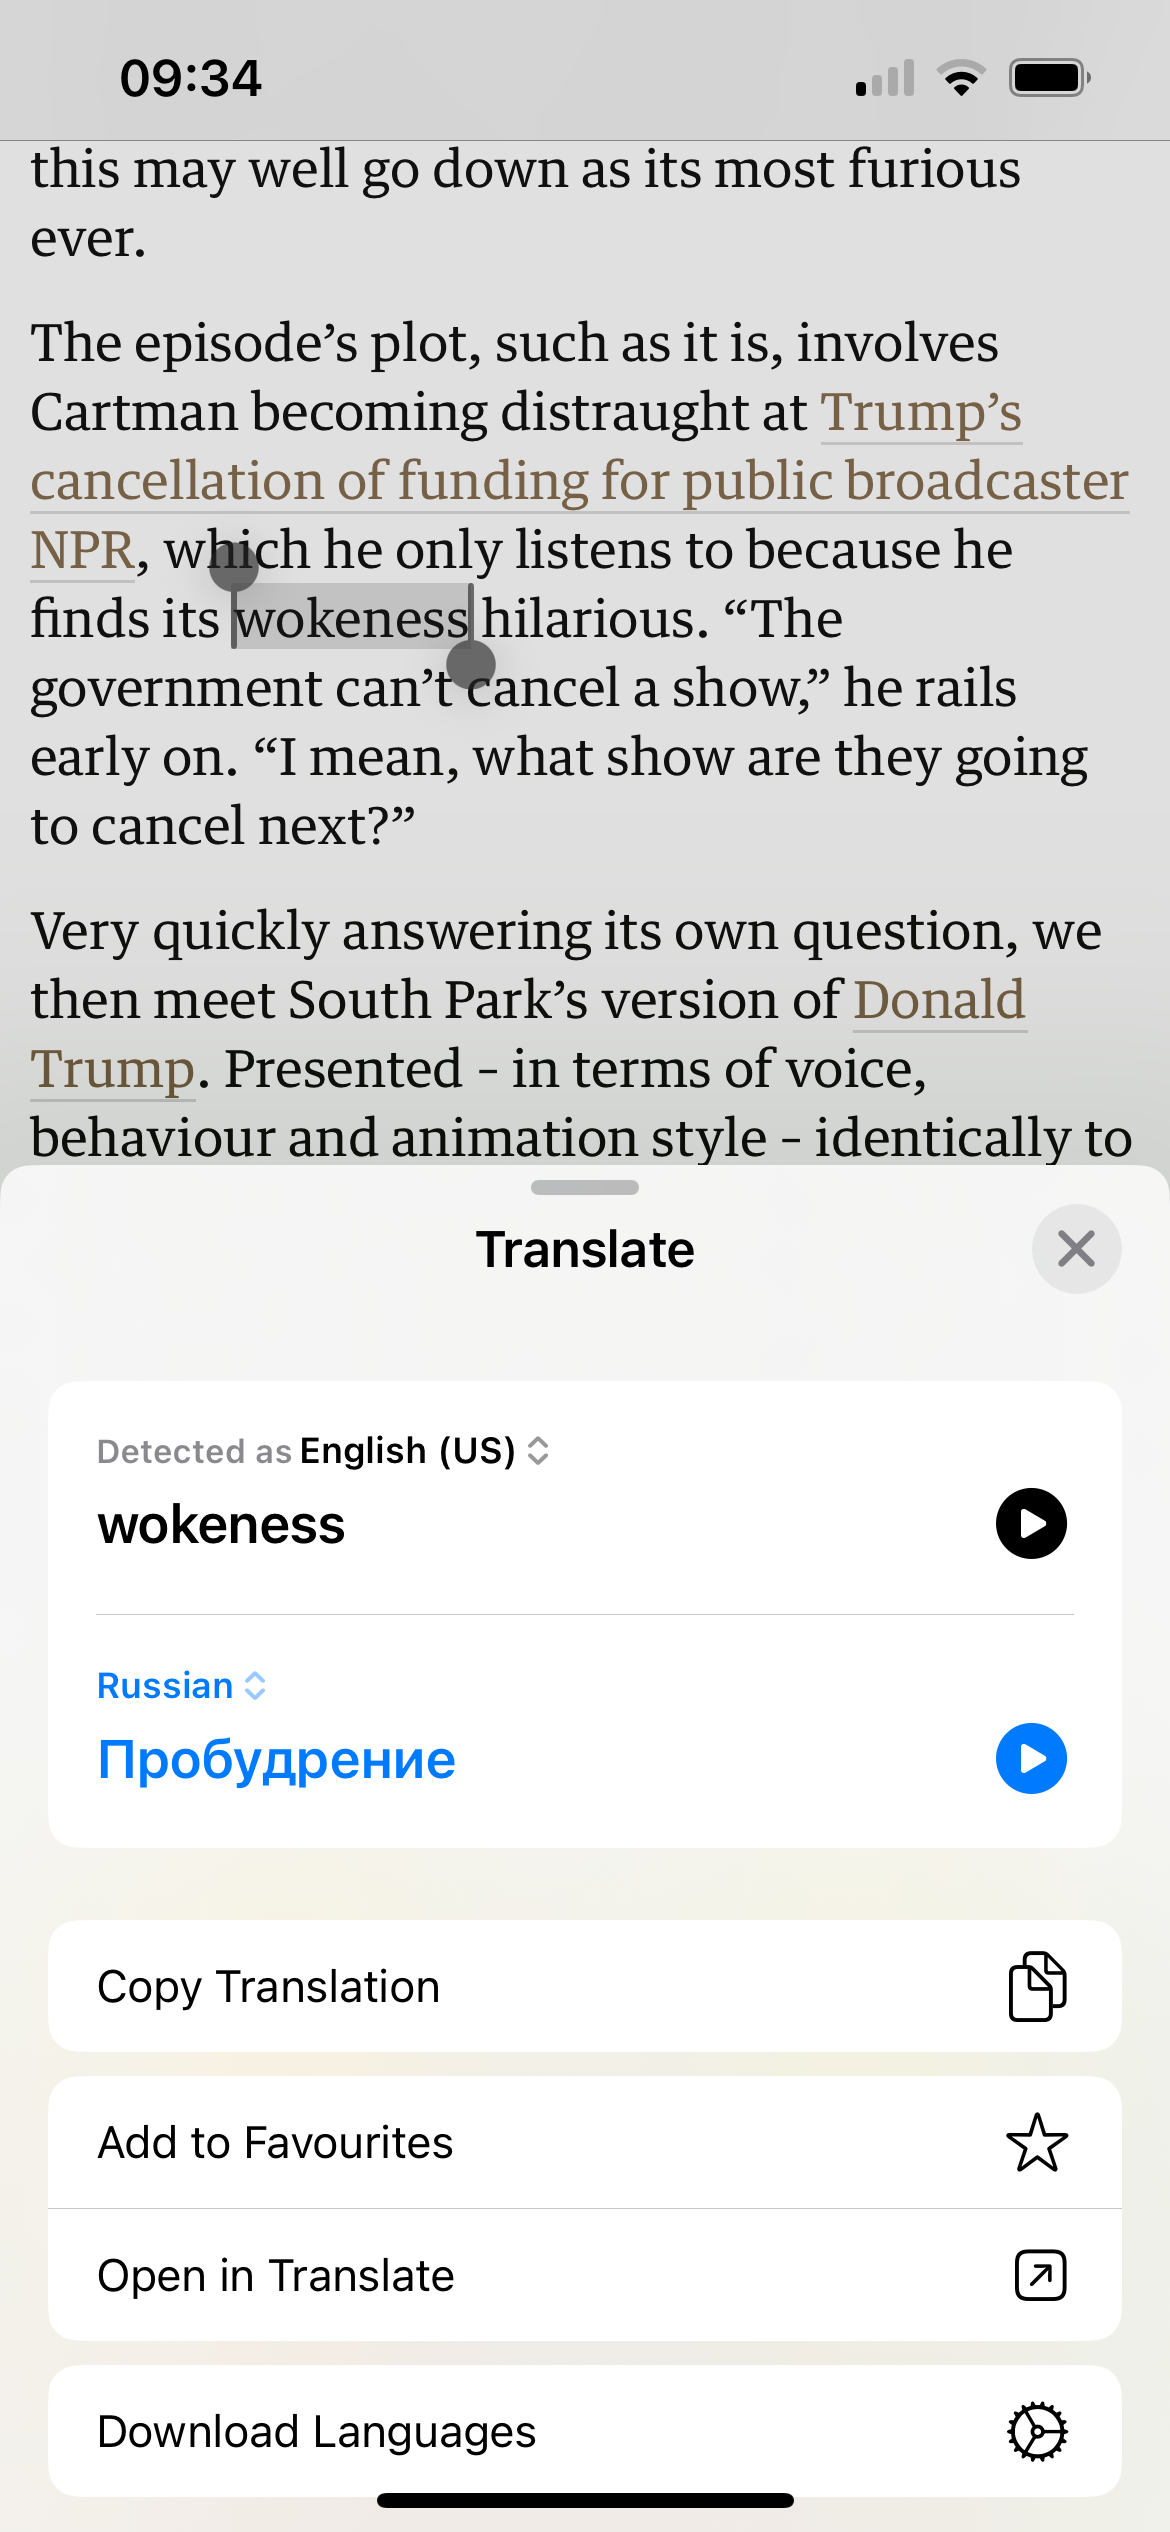 09:34
this may well go down as its most furious
ever.
The episode’s plot, such as it is, involves
Cartman becoming distraught at Trump’s
cancellation of funding for public broadcaster
NPR, which he only listens to because he
finds its wokeness hilarious. “The
government can’t cancel a show,” he rails
early on. “I mean, what show are they going
to cancel next?”
Very quickly answering its own question, we
then meet South Park’s version of Donald
Trump. Presented – in terms of voice,
behaviour and animation style – identically to
Translate
Detected as English (US)
wokeness
Russian
Пробудрение
Copy Translation
Add to Favourites
Open in Translate
Download Languages